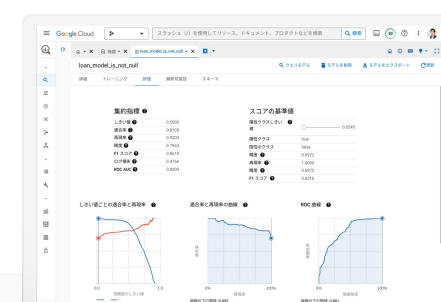 Google Cloud
スラッシュ (/) を使用してリソース、ドキュメント、プロダクトなどを検索
検索
loan_model_is_not_null
loan_model_is_not_null
クエリモデル
モデルを削除
モデルをエクスポート
更新
詳細 トレーニング 評価 解釈可能性 スキーマ
集約指標
しきい値 0.5000
適合率 0.8100
再現率 0.9203
精度 0.7964
F1 スコア 0.8619
ログ損失 0.4766
ROC AUC
スコアの基準値
陽性クラスしきい値 0.0245
陽性クラス true
陰性クラス false
精度 0.6972
再現率 1.0000
精度 0.6972
F1 スコア 0.8216
しきい値ごとの適合率と再現率
適合率と再現率の曲線
ROC 曲線
0.0 1.0
0% 100%
再現率
0% 100%